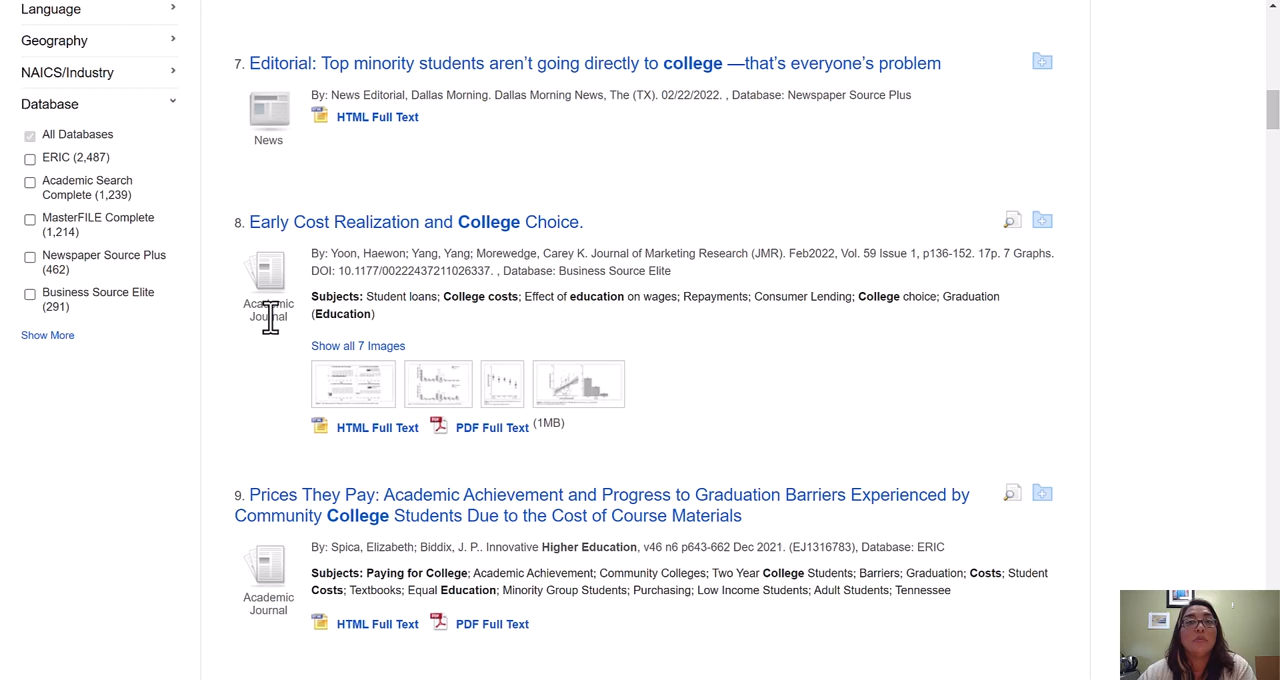 Language
Geography
NAICS/Industry
Database
All Databases
ERIC (2,487)
Academic Search
Complete (1,239)
MasterFILE Complete
(1,214)
Newspaper Source Plus
(462)
Business Source Elite
(291)
Show More
7. Editorial: Top minority students aren’t going directly to college —that’s everyone’s problem
News
By: News Editorial, Dallas Morning. Dallas Morning News, The (TX). 02/22/2022. , Database: Newspaper Source Plus
HTML Full Text
8. Early Cost Realization and College Choice.
Academic
Journal
By: Yoon, Haewon; Yang, Yang; Morewedge, Carey K. Journal of Marketing Research (JMR). Feb2022, Vol. 59 Issue 1, p136-152. 17p. 7 Graphs.
DOI: 10.1177/00222437211026337. , Database: Business Source Elite
Subjects: Student loans; College costs; Effect of education on wages; Repayments; Consumer Lending; College choice; Graduation
(Education)
Show all 7 Images
HTML Full Text PDF Full Text (1MB)
9. Prices They Pay: Academic Achievement and Progress to Graduation Barriers Experienced by
Community College Students Due to the Cost of Course Materials
Academic
Journal
By: Spica, Elizabeth; Biddix, J. P.. Innovative Higher Education, v46 n6 p643-662 Dec 2021. (EJ1316783), Database: ERIC
Subjects: Paying for College; Academic Achievement; Community Colleges; Two Year College Students; Barriers; Graduation; Costs; Student
Costs; Textbooks; Equal Education; Minority Group Students; Purchasing; Low Income Students; Adult Students; Tennessee
HTML Full Text PDF Full Text